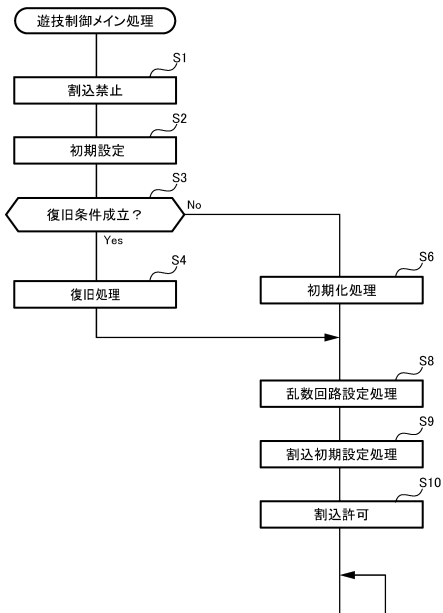 遊技制御メイン処理
S1
割込禁止
S2
初期設定
S3
復旧条件成立？
No
Yes
S4
復旧処理
S6
初期化処理
S8
乱数回路設定処理
S9
割込初期設定処理
S10
割込許可